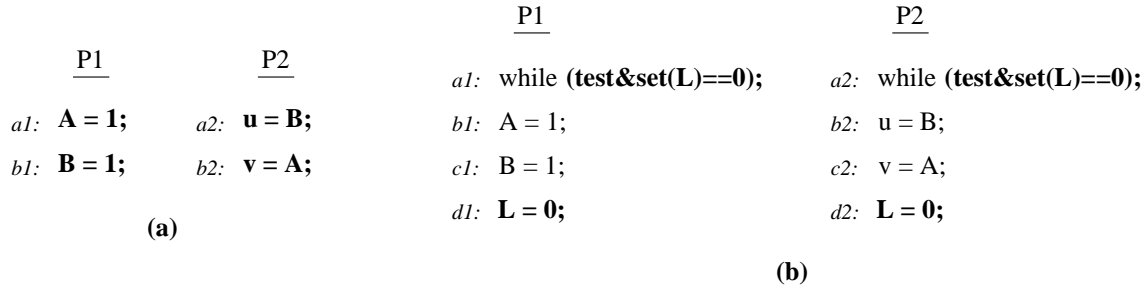 P1 P2
a1: A = 1; a2: u = B;
b1: B = 1; b2: v = A;
(a)
P1 P2
a1: while (test&set(L)==0); a2: while (test&set(L)==0);
b1: A = 1; b2: u = B;
c1: B = 1; c2: v = A;
d1: L = 0; d2: L = 0;
(b)